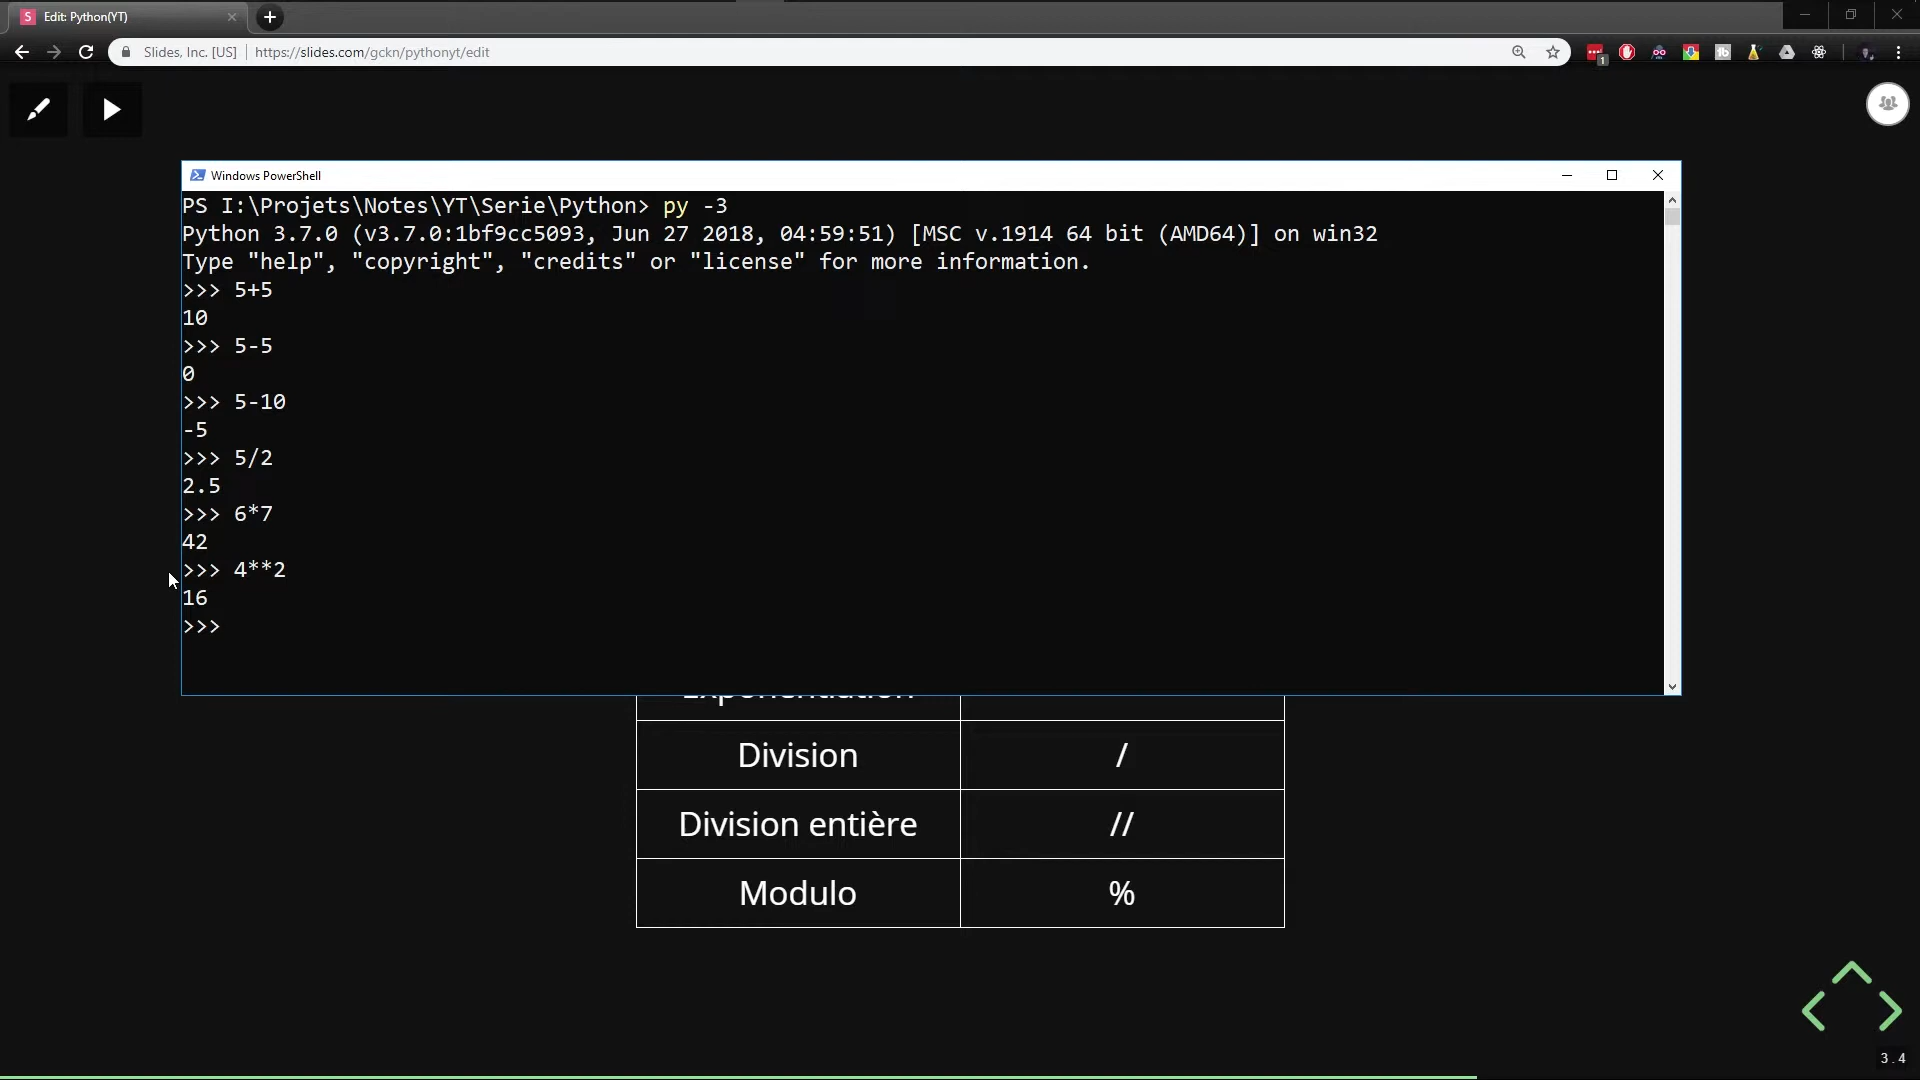 Edit: Python(YT)
Slides, Inc. [US] https://slides.com/gckn/pythonyt/edit
1
Windows PowerShell
PS I:\Projets\Notes\YT\Serie\Python> py -3
Python 3.7.0 (v3.7.0:1bf9cc5093, Jun 27 2018, 04:59:51) [MSC v.1914 64 bit (AMD64)] on win32
Type "help", "copyright", "credits" or "license" for more information.
>>> 5+5
10
>>> 5-5
0
>>> 5-10
-5
>>> 5/2
2.5
>>> 6*7
42
>>> 4**2
16
>>>
Exponentiation
Division /
Division entière //
Modulo %
3.4